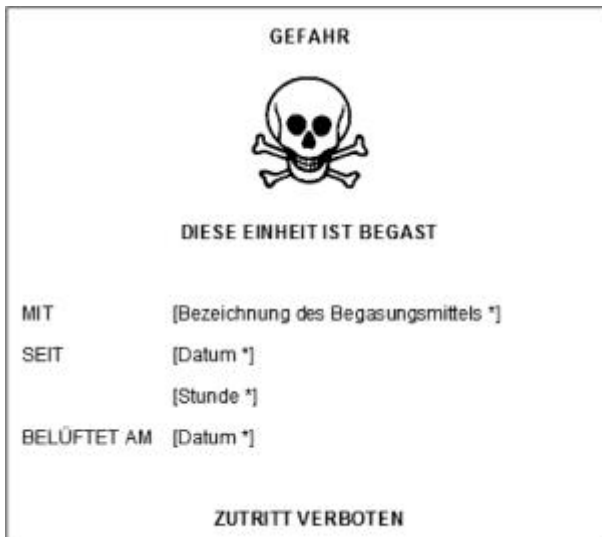 GEFAHR
DIESE EINHEIT IST BEGAST
MIT [Bezeichnung des Begasungsmittels *]
SEIT [Datum *]
[Stunde *]
BELÜFTET AM [Datum *]
ZUTRITT VERBOTEN